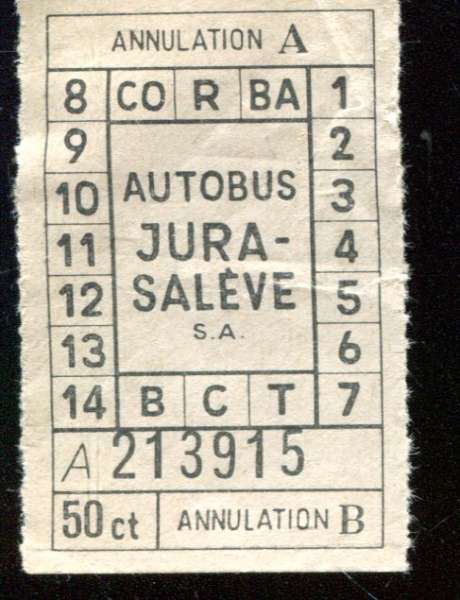 ANNULATION A
8 CO R BA 1
9 2
10 AUTOBUS 3
11 JURA- 4
12 SALÈVE 5
13 S.A. 6
14 B C T 7
A 213915
50 ct ANNULATION B